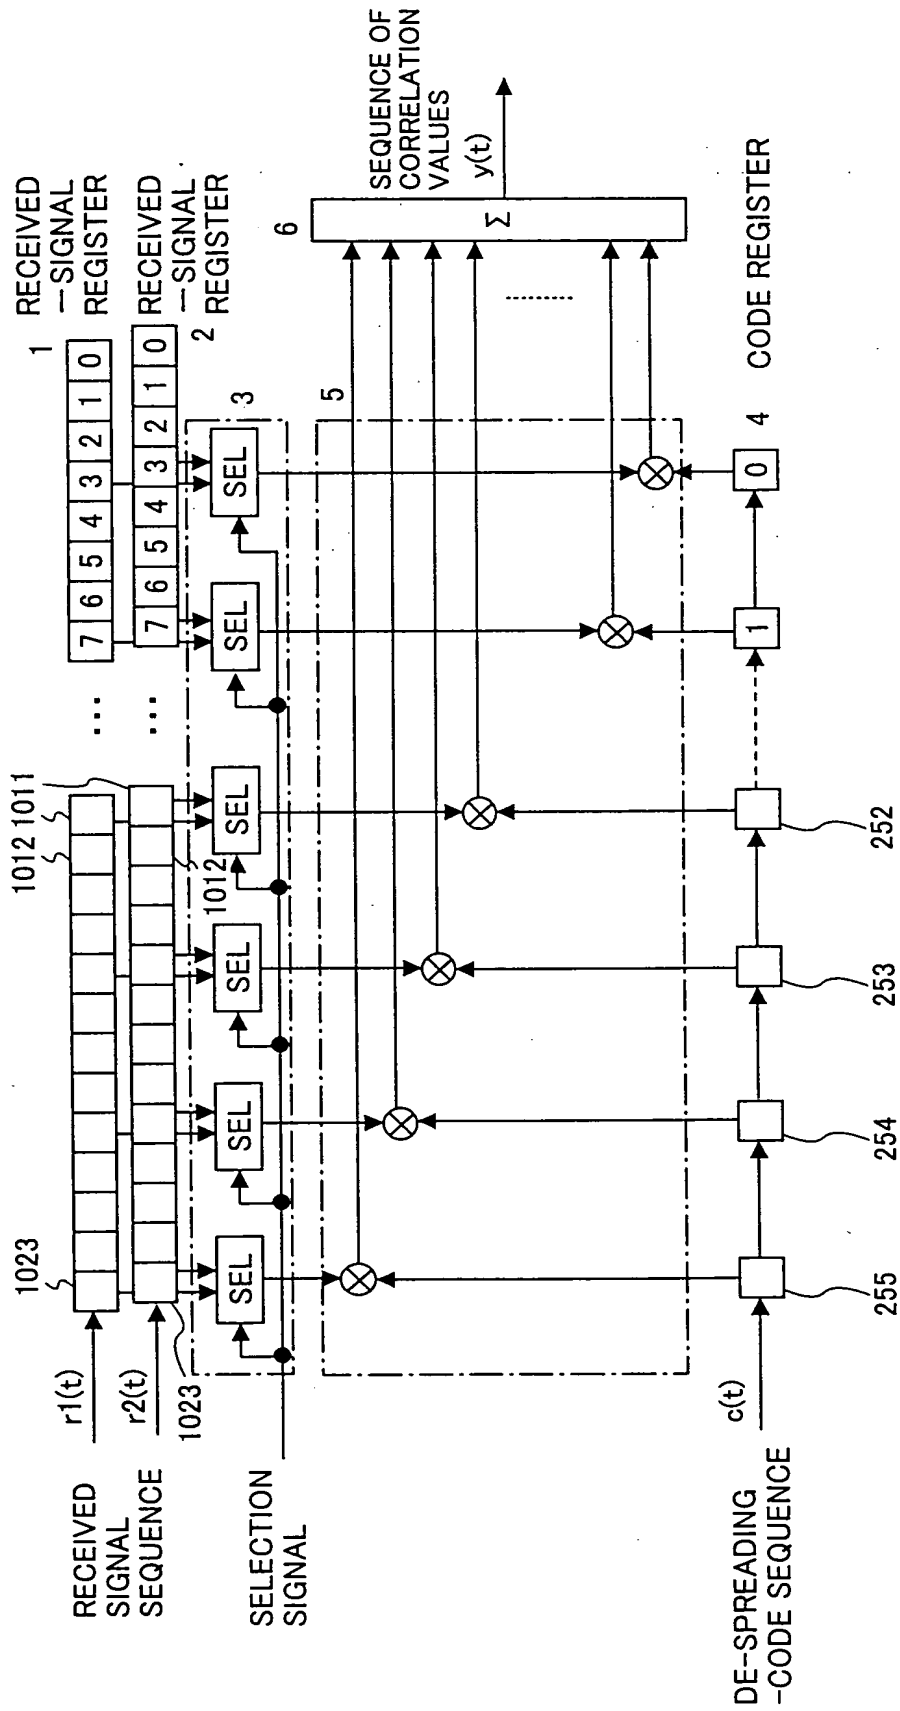 RECEIVED
SIGNAL
SEQUENCE
r1(t)
r2(t)
1023
1023
1012
1011
1012
RECEIVED
—SIGNAL
REGISTER
1
7 6 5 4 3 2 1 0
RECEIVED
—SIGNAL
REGISTER
2
7 6 5 4 3 2 1 0
SELECTION
SIGNAL
SEL
SEL
SEL
SEL
SEL
SEL
3
5
6
Σ
SEQUENCE OF
CORRELATION
VALUES
y(t)
DE-SPREADING
-CODE SEQUENCE
c(t)
255
254
253
252
1
0
4
CODE REGISTER